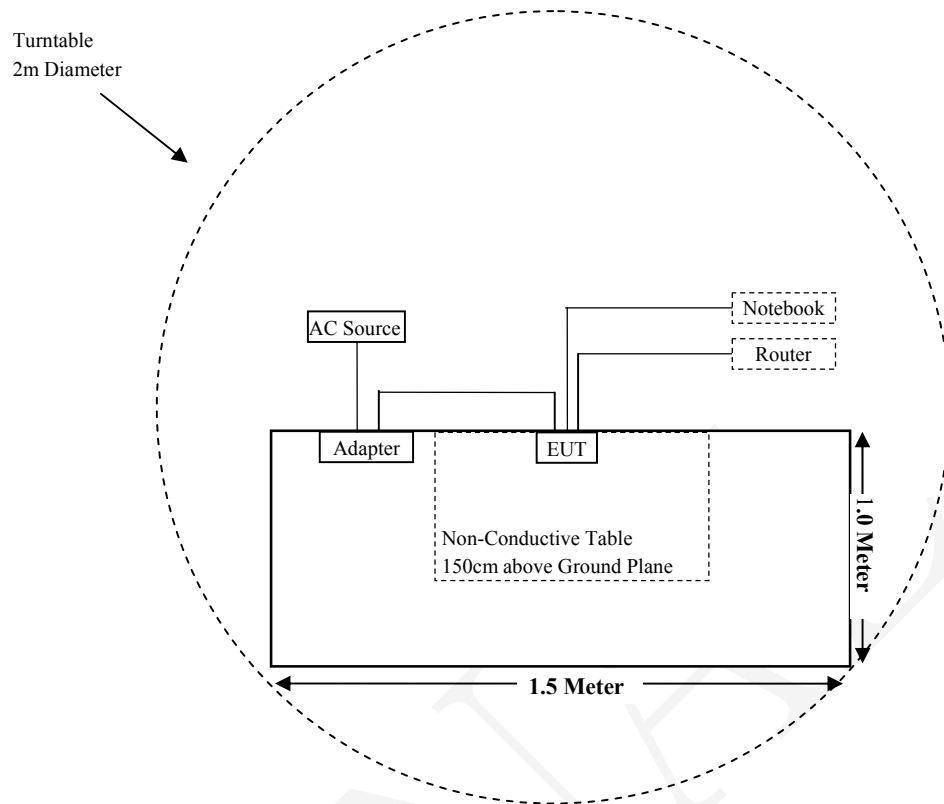 Turntable
2m Diameter
Notebook
AC Source
Router
Adapter
EUT
Non-Conductive Table
150cm above Ground Plane
1.0 Meter
1.5 Meter